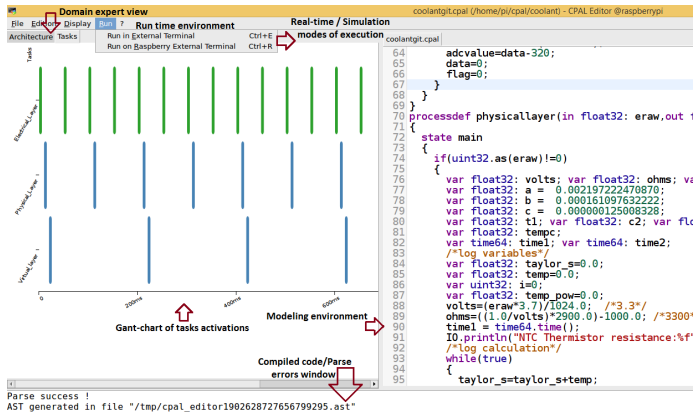 Domain expert view
coolantgit.cpal (/home/pi/cpal/coolant) - CPAL Editor @raspberrypi
File Edition Display Run ?
Run time environment
Real-time / Simulation
modes of execution
Architecture Tasks
Run in External Terminal Ctrl+E
Run on Raspberry External Terminal Ctrl+R
coolantgit.cpal
Tasks
Electrical_Layer
Physical_Layer
Virtual_layer
0 200ms 400ms 600ms
Gant-chart of tasks activations
Modeling environment
Compiled code/Parse
errors window
64 adcvalue=data-320;
65 data=0;
66 flag=0;
67 }
68 }
69 }
70 processdef physicallayer(in float32: eraw,out f
71 {
72 state main
73 {
74 if(uint32.as(eraw)!=0)
75 {
76 var float32: volts; var float32: ohms; va
77 var float32: a = 0.002197222470870;
78 var float32: b = 0.000161097632222;
79 var float32: c = 0.000000125008328;
80 var float32: t1; var float32: c2; var flo
81 var float32: tempc;
82 var time64: time1; var time64: time2;
83 /*log variables*/
84 var float32: taylor_s=0.0;
85 var float32: temp=0.0;
86 var uint32: i=0;
87 var float32: temp_pow=0.0;
88 volts=(eraw*3.7)/1024.0; /*3.3*/
89 ohms=((1.0/volts)*2900.0)-1000.0; /*3300*
90 time1 = time64.time();
91 IO.println("NTC Thermistor resistance:%f"
92 /*log calculation*/
93 while(true)
94 {
95 taylor_s=taylor_s+temp;
Parse success !
AST generated in file "/tmp/cpal_editor1902628727656799295.ast"